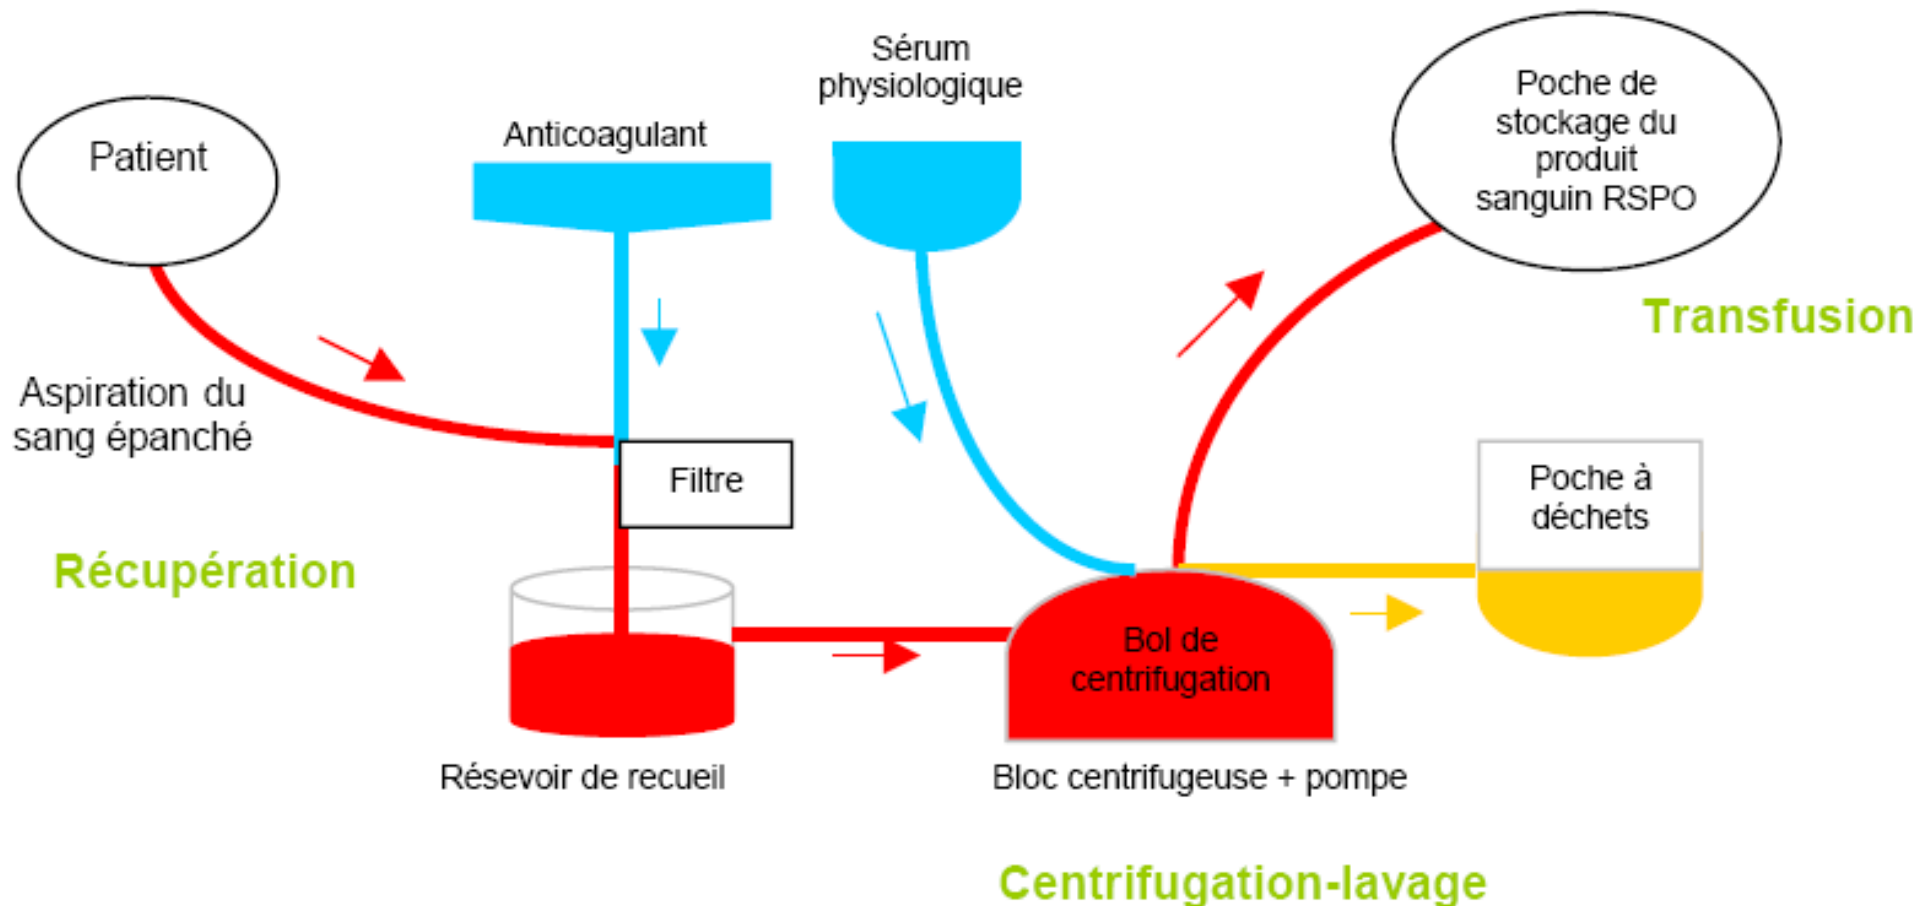 Patient
Aspiration du
sang épanché
Récupération
Anticoagulant
Filtre
Résevoir de recueil
Sérum
physiologique
Bol de
centrifugation
Bloc centrifugeuse + pompe
Centrifugation-lavage
Poche de
stockage du
produit
sanguin RSPO
Transfusion
Poche à
déchets